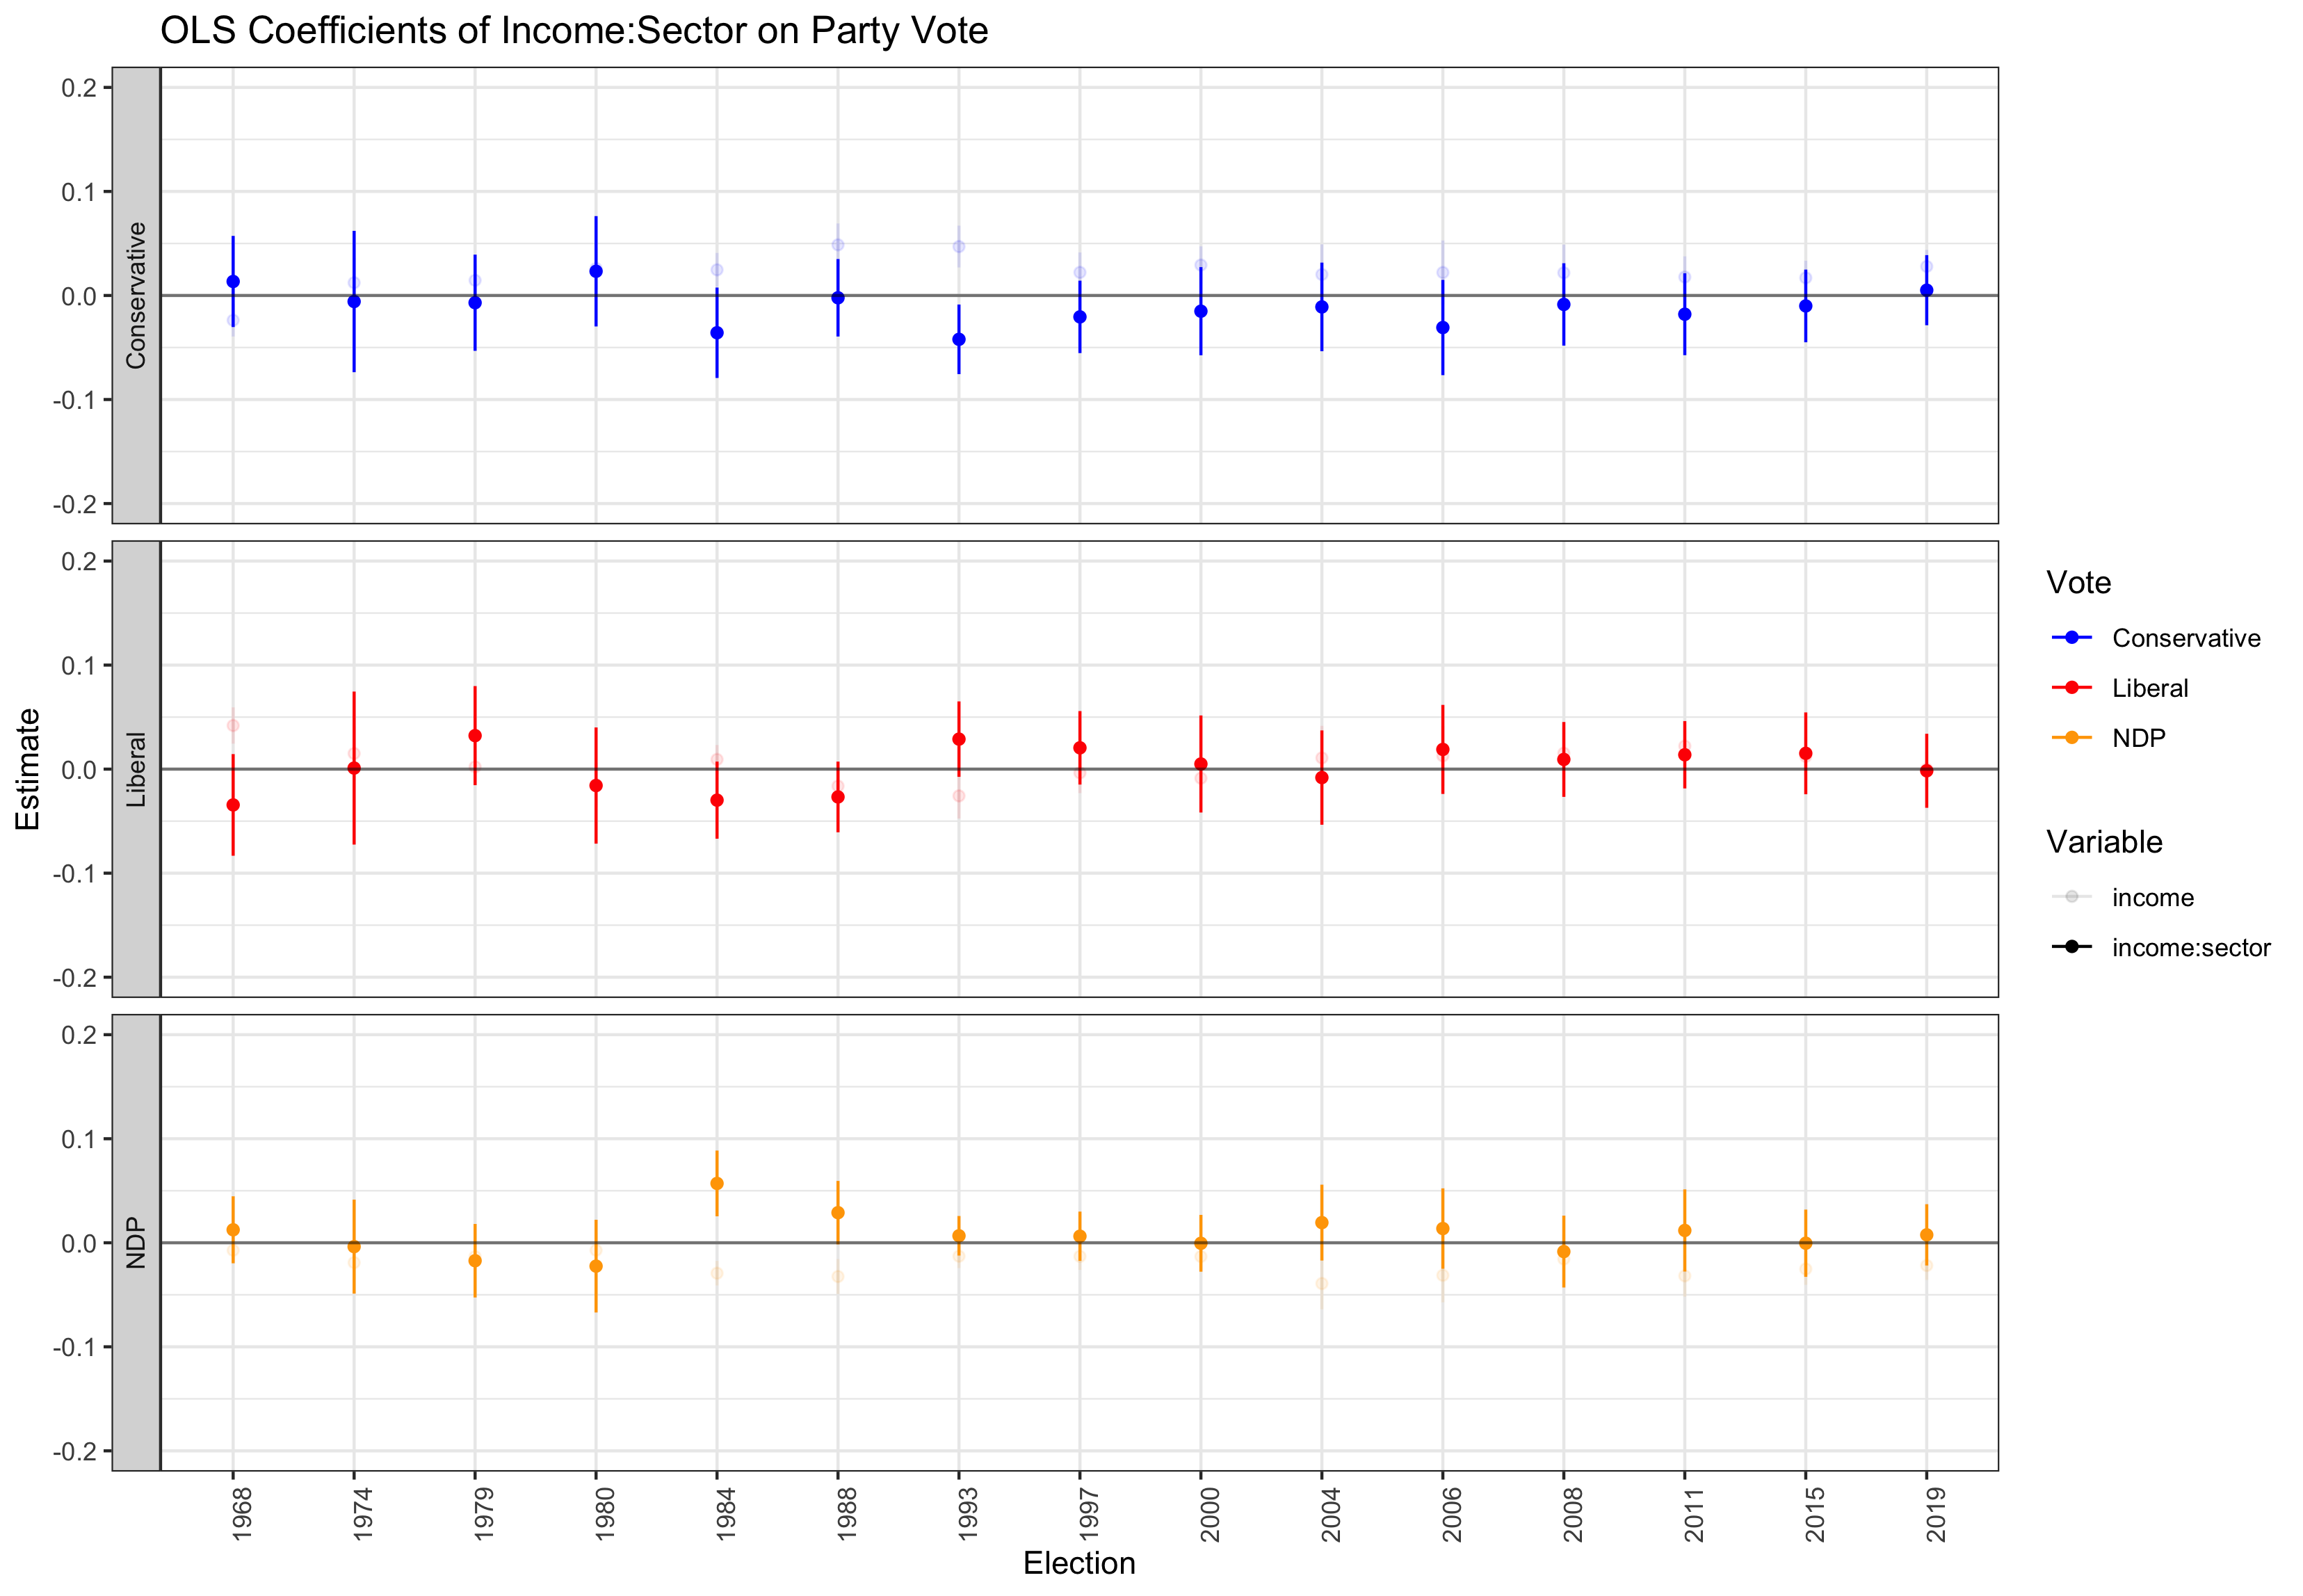 OLS Coefficients of Income:Sector on Party Vote
Estimate
Conservative
0.2
0.1
0.0
-0.1
-0.2
Liberal
0.2
0.1
0.0
-0.1
-0.2
NDP
0.2
0.1
0.0
-0.1
-0.2
1968
1974
1979
1980
1984
1988
1993
1997
2000
2004
2006
2008
2011
2015
2019
Election
Vote
Conservative
Liberal
NDP
Variable
income
income:sector